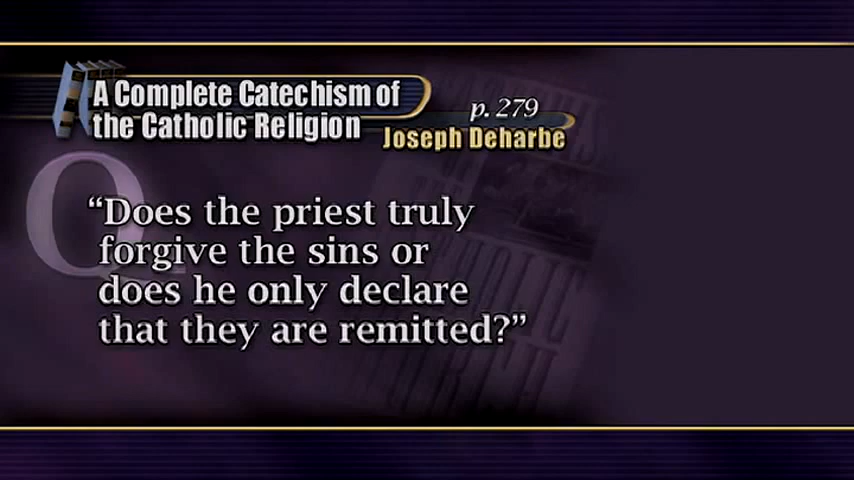 A Complete Catechism of
the Catholic Religion
p. 279
Joseph Deharbe
Q
“Does the priest truly
forgive the sins or
does he only declare
that they are remitted?”